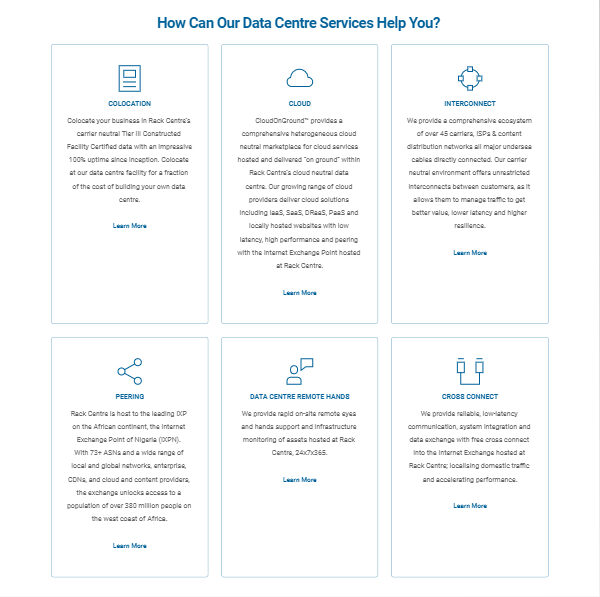 How Can Our Data Centre Services Help You?
COLOCATION
Colocate your business in Rack Centre's
carrier neutral Tier III Constructed
Facility Certified data with an impressive
100% uptime since inception. Colocate
at our data centre facility for a fraction
of the cost of building your own data
centre.
Learn More
CLOUD
CloudOnGround™ provides a
comprehensive heterogeneous cloud
neutral marketplace for cloud services
hosted and delivered "on ground" within
Rack Centre's cloud neutral data
centre. Our growing range of cloud
providers deliver cloud solutions
including IaaS, SaaS, DRaaS, PaaS and
locally hosted websites with low
latency, high performance and peering
with the Internet Exchange Point hosted
at Rack Centre.
Learn More
INTERCONNECT
We provide a comprehensive ecosystem
of over 45 carriers, ISPs & content
distribution networks all major undersea
cables directly connected. Our carrier
neutral environment offers unrestricted
interconnects between customers, as it
allows them to manage traffic to get
better value, lower latency and higher
resilience.
Learn More
PEERING
Rack Centre is host to the leading IXP
on the African continent, the Internet
Exchange Point of Nigeria (IXPN).
With 73+ ASNs and a wide range of
local and global networks, enterprise,
CDNs, and cloud and content providers,
the exchange unlocks access to a
population of over 380 million people on
the west coast of Africa.
Learn More
DATA CENTRE REMOTE HANDS
We provide rapid on-site remote eyes
and hands support and infrastructure
monitoring of assets hosted at Rack
Centre, 24x7x365.
Learn More
CROSS CONNECT
We provide reliable, low-latency
communication, system integration and
data exchange with free cross connect
into the Internet Exchange hosted at
Rack Centre; localising domestic traffic
and accelerating performance.
Learn More